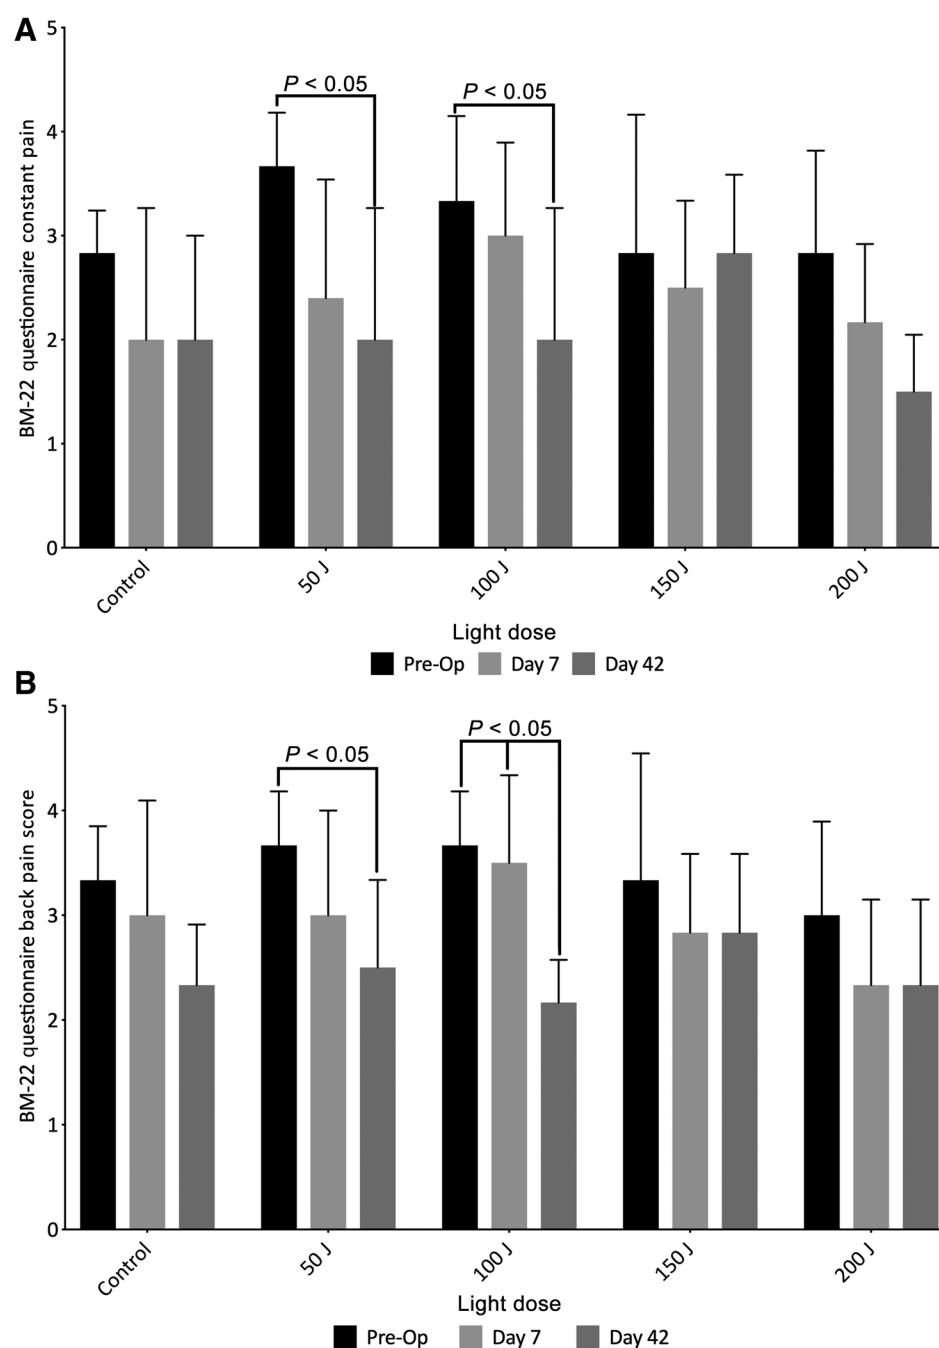 A
BM-22 questionnaire constant pain
5
4
3
2
1
0
P < 0.05
P < 0.05
Control
50 J
100 J
150 J
200 J
Light dose
Pre-Op Day 7 Day 42
B
BM-22 questionnaire back pain score
5
4
3
2
1
0
P < 0.05
P < 0.05
Control
50 J
100 J
150 J
200 J
Light dose
Pre-Op Day 7 Day 42